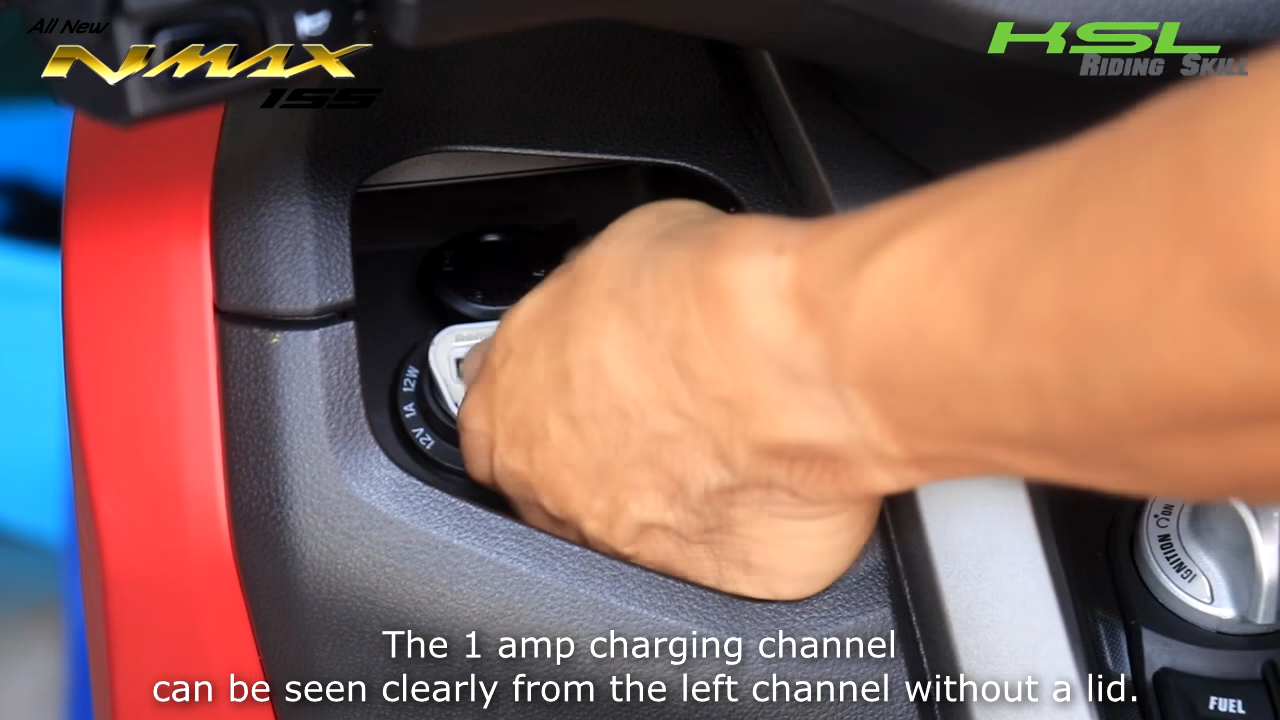 All New
NMAX
155
KSL
RIDING SKILL
12V 1A 12W
ON
IGNITION
FUEL
The 1 amp charging channel
can be seen clearly from the left channel without a lid.